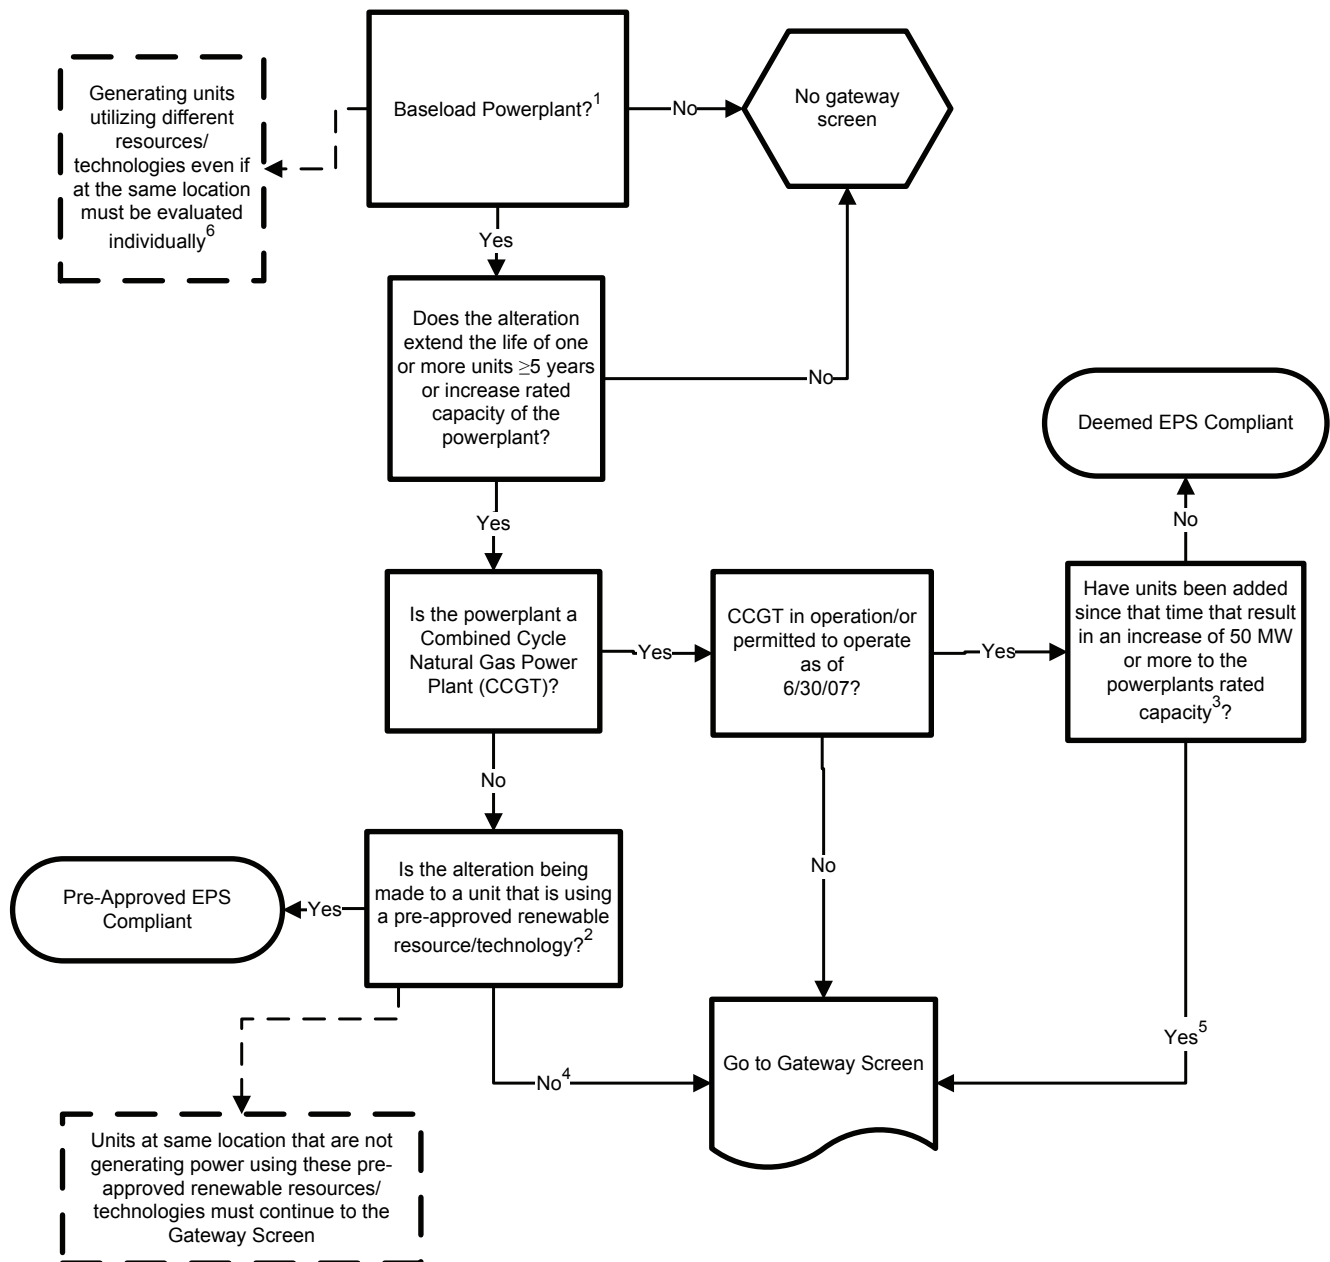 Baseload Powerplant?1
No
No gateway
screen
Generating units
utilizing different
resources/
technologies even if
at the same location
must be evaluated
individually6
Yes
Does the alteration
extend the life of one
or more units ≥5 years
or increase rated
capacity of the
powerplant?
No
Deemed EPS Compliant
Yes
No
Is the powerplant a
Combined Cycle
Natural Gas Power
Plant (CCGT)?
Yes
CCGT in operation/or
permitted to operate
as of
6/30/07?
Yes
Have units been added
since that time that result
in an increase of 50 MW
or more to the
powerplants rated
capacity3?
No
No
Pre-Approved EPS
Compliant
Yes
Is the alteration being
made to a unit that is using
a pre-approved renewable
resource/technology?2
Yes5
Go to Gateway Screen
No4
Units at same location that are not
generating power using these pre-
approved renewable resources/
technologies must continue to the
Gateway Screen